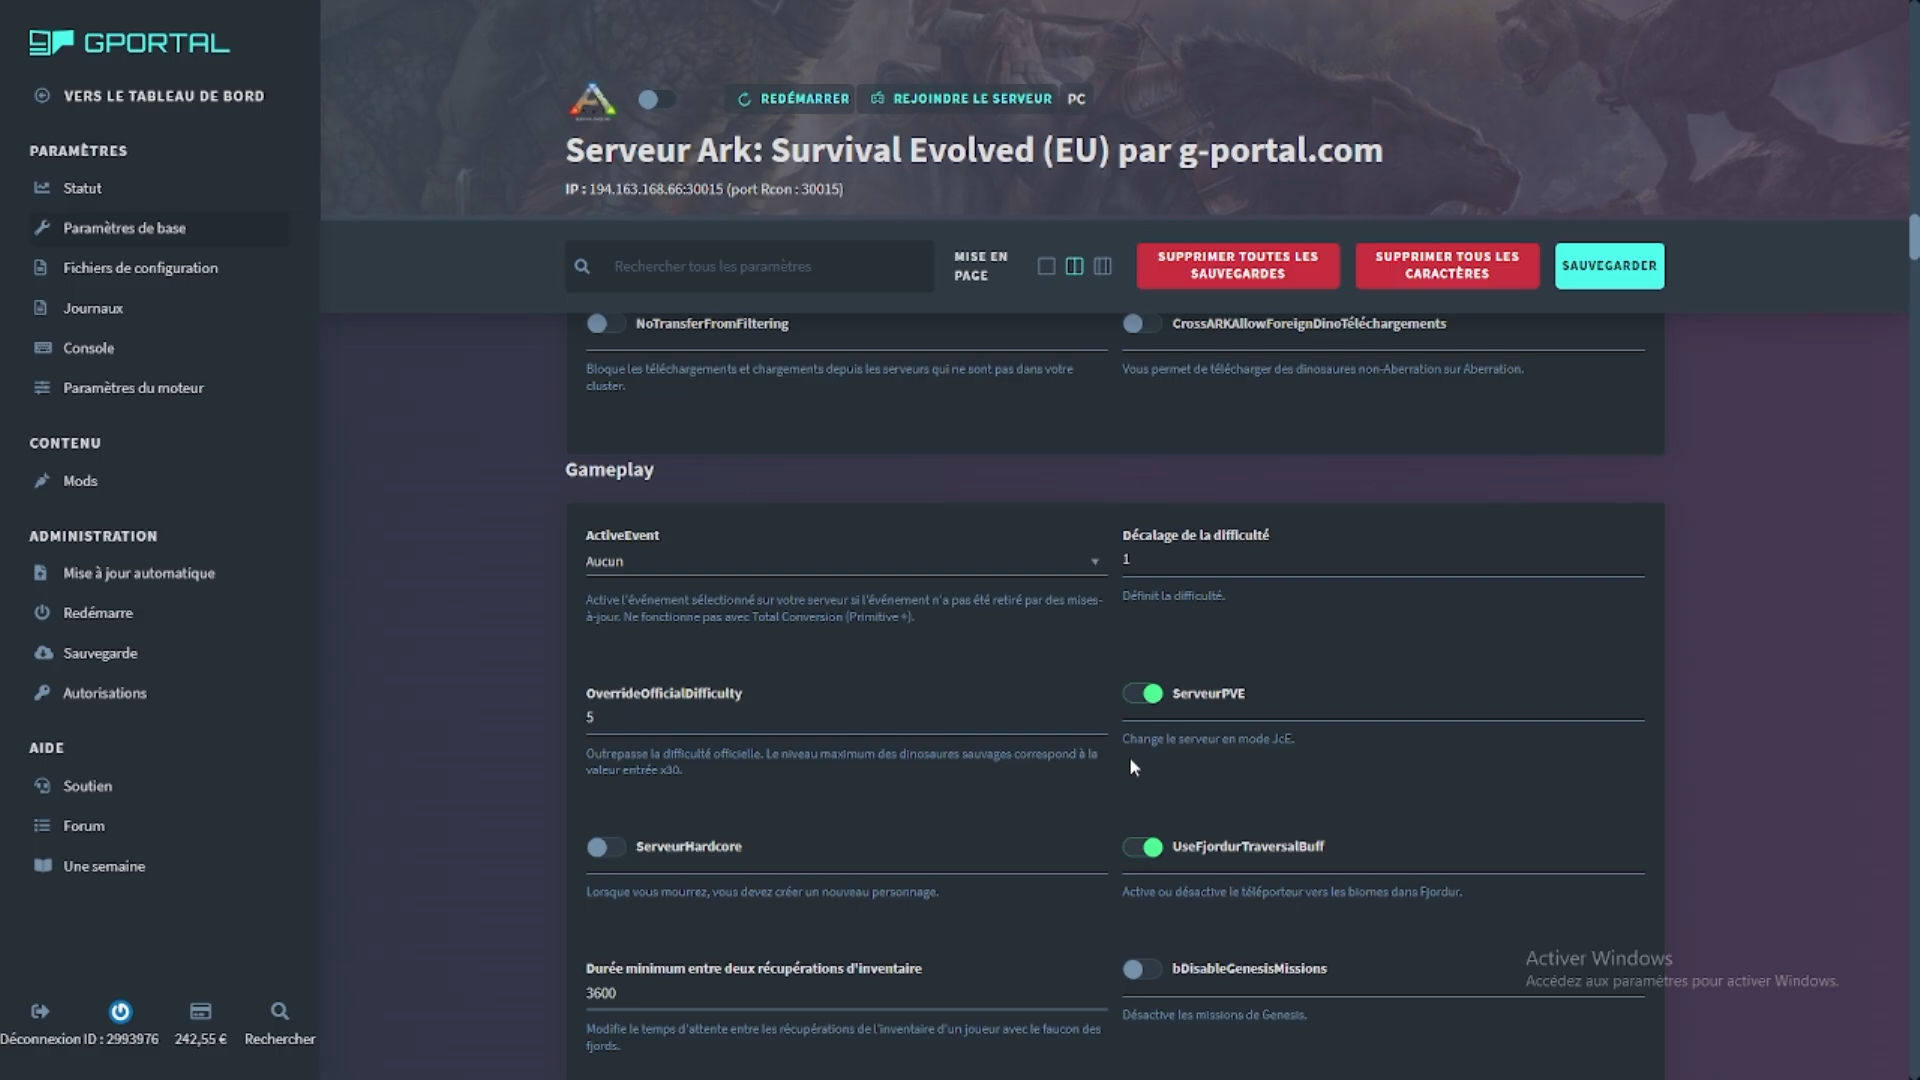 GPORTAL
VERS LE TABLEAU DE BORD
PARAMÈTRES
Statut
Paramètres de base
Fichiers de configuration
Journaux
Console
Paramètres du moteur
CONTENU
Mods
ADMINISTRATION
Mise à jour automatique
Redémarre
Sauvegarde
Autorisations
AIDE
Soutien
Forum
Une semaine
Déconnexion
ID : 2993976
242,55 €
Rechercher
REDÉMARRER
REJOINDRE LE SERVEUR
PC
Serveur Ark: Survival Evolved (EU) par g-portal.com
IP : 194.163.168.66:30015 (port Rcon : 30015)
Rechercher tous les paramètres
MISE EN
PAGE
SUPPRIMER TOUTES LES
SAUVEGARDES
SUPPRIMER TOUS LES
CARACTÈRES
SAUVEGARDER
NoTransferFromFiltering
Bloque les téléchargements et chargements depuis les serveurs qui ne sont pas dans votre
cluster.
CrossARKAllowForeignDinoTéléchargements
Vous permet de télécharger des dinosaures non-Aberration sur Aberration.
Gameplay
ActiveEvent
Aucun
Active l'événement sélectionné sur votre serveur si l'événement n'a pas été retiré par des mises-
à-jour. Ne fonctionne pas avec Total Conversion (Primitive +).
Décalage de la difficulté
1
Définit la difficulté.
OverrideOfficialDifficulty
5
Outrepasse la difficulté officielle. Le niveau maximum des dinosaures sauvages correspond à la
valeur entrée x30.
ServeurPVE
Change le serveur en mode JcE.
ServeurHardcore
Lorsque vous mourrez, vous devez créer un nouveau personnage.
UseFjordurTraversalBuff
Active ou désactive le téléporteur vers les biomes dans Fjordur.
Durée minimum entre deux récupérations d'inventaire
3600
Modifie le temps d'attente entre les récupérations de l'inventaire d'un joueur avec le faucon des
fjords.
bDisableGenesisMissions
Désactive les missions de Genesis.
Activer Windows
Accédez aux paramètres pour activer Windows.